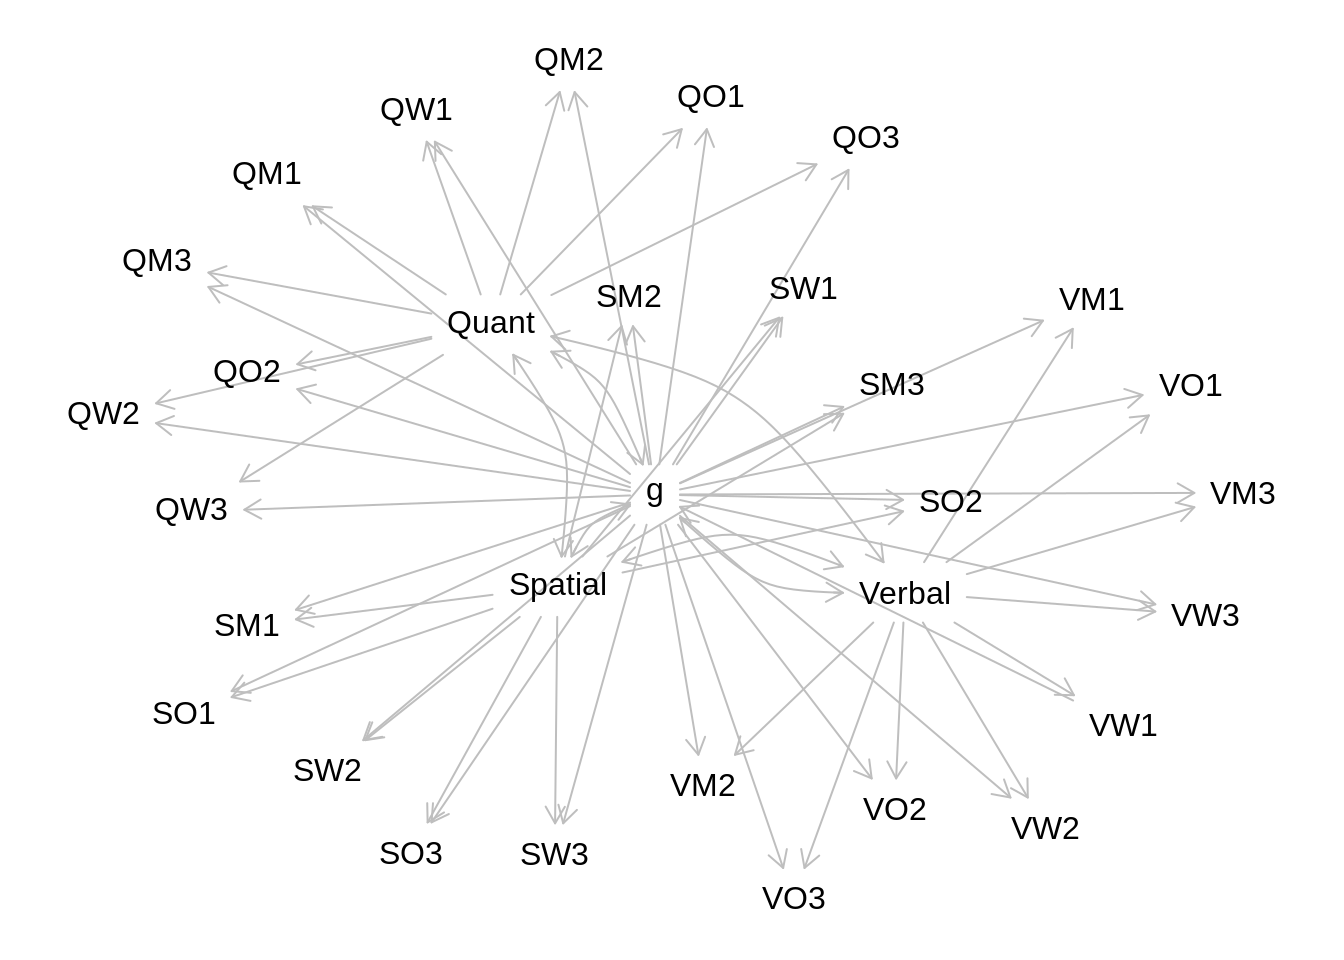 QM2
QO1
QW1
QO3
QM1
QM3
SM2
SW1
VM1
Quant
QO2
SM3
VO1
QW2
g
VM3
SO2
QW3
Spatial
Verbal
SM1
VW3
SO1
VW1
SW2
VM2
VO2
VW2
SO3
SW3
VO3